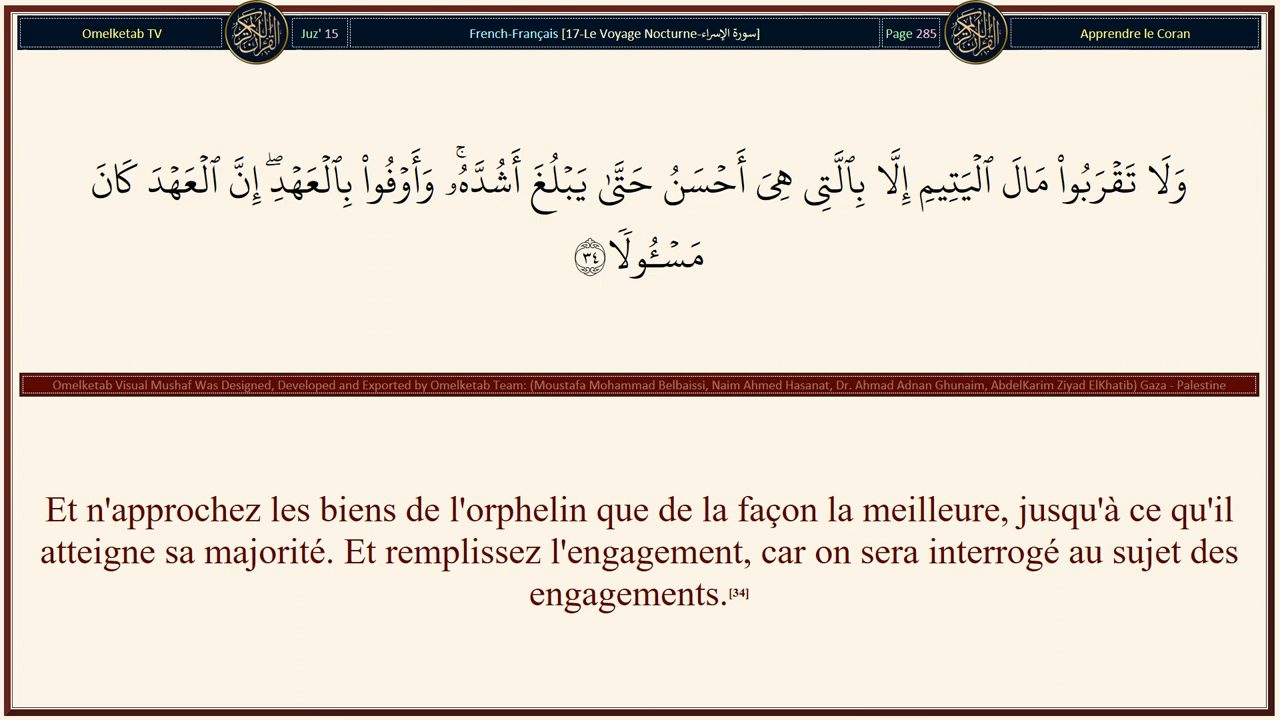 Omelketab TV
Juz' 15
French-Français [17-Le Voyage Nocturne-سورة الإسراء]
Page 285
Apprendre le Coran
وَلَا تَقۡرَبُواْ مَالَ ٱلۡيَتِيمِ إِلَّا بِٱلَّتِي هِيَ أَحۡسَنُ حَتَّىٰ يَبۡلُغَ أَشُدَّهُۥۚ وَأَوۡفُواْ بِٱلۡعَهۡدِۖ إِنَّ ٱلۡعَهۡدَ كَانَ
مَسۡـُٔولٗا ٣٤
Omelketab Visual Mushaf Was Designed, Developed and Exported by Omelketab Team: (Moustafa Mohammad Belbaissi, Naim Ahmed Hasanat, Dr. Ahmad Adnan Ghunaim, AbdelKarim Ziyad ElKhatib) Gaza - Palestine
Et n'approchez les biens de l'orphelin que de la façon la meilleure, jusqu'à ce qu'il
atteigne sa majorité. Et remplissez l'engagement, car on sera interrogé au sujet des
engagements.[34]